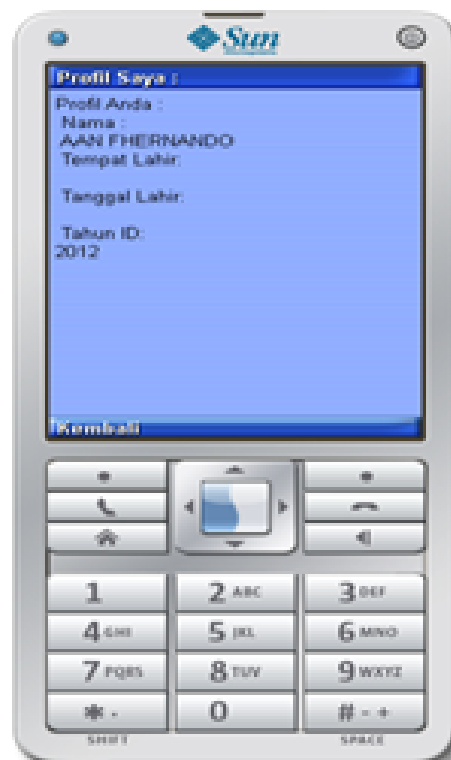 Sun
Profil Saya :
Profil Anda :
Nama :
AAN FHERNANDO
Tempat Lahir:
Tanggal Lahir:
Tahun ID:
2012
Kembali
1 2 ABC 3 DEF
4 GHI 5 JKL 6 MNO
7 PQRS 8 TUV 9 WXYZ
* . 0 # - +
SHIFT SPACE